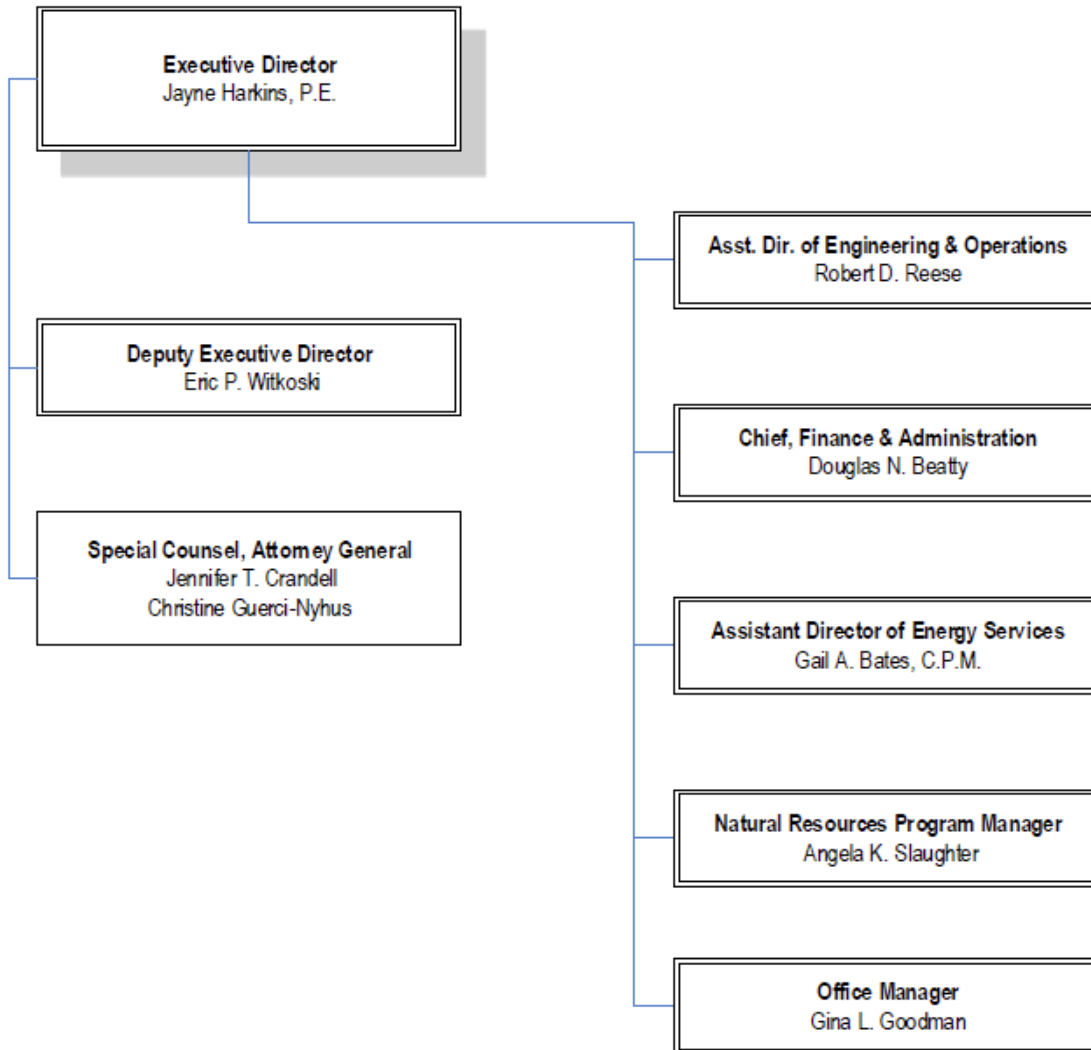 Executive Director
Jayne Harkins, P.E.
Deputy Executive Director
Eric P. Witkoski
Special Counsel, Attorney General
Jennifer T. Crandell
Christine Guerci-Nyhus
Asst. Dir. of Engineering & Operations
Robert D. Reese
Chief, Finance & Administration
Douglas N. Beatty
Assistant Director of Energy Services
Gail A. Bates, C.P.M.
Natural Resources Program Manager
Angela K. Slaughter
Office Manager
Gina L. Goodman